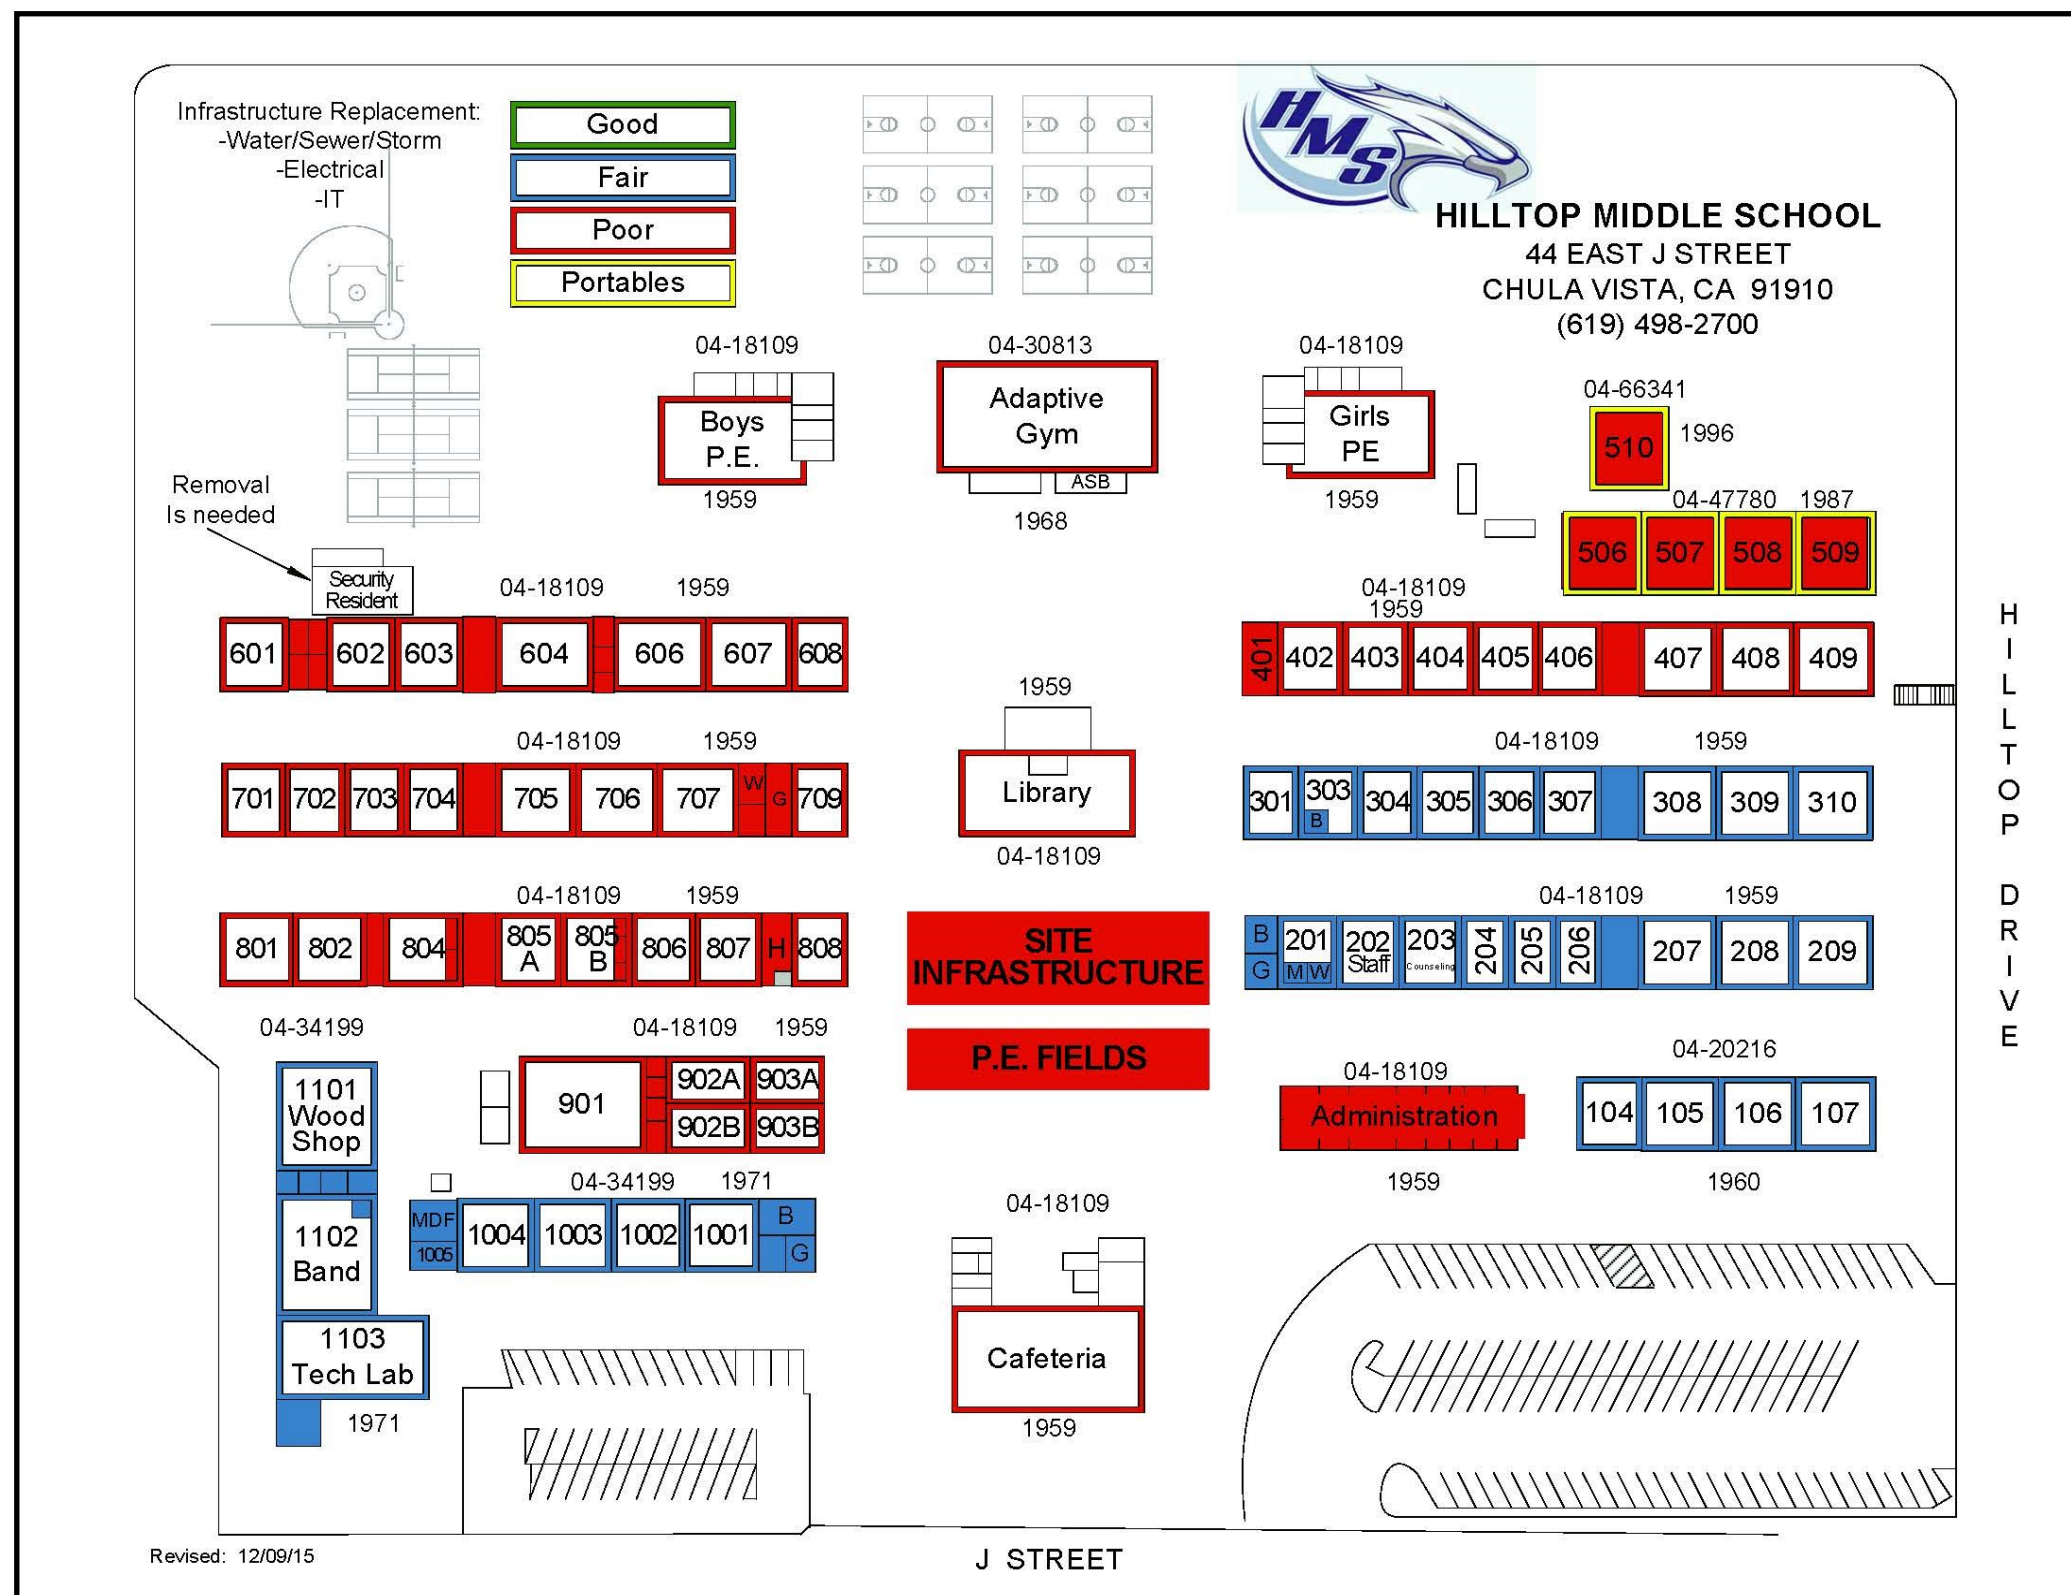 Infrastructure Replacement:
-Water/Sewer/Storm
-Electrical
-IT
Good
Fair
Poor
Portables
HMS
HILLTOP MIDDLE SCHOOL
44 EAST J STREET
CHULA VISTA, CA 91910
(619) 498-2700
04-18109
Boys
P.E.
1959
04-30813
Adaptive
Gym
ASB
1968
04-18109
Girls
PE
1959
04-66341
510
1996
04-47780 1987
506 507 508 509
Removal
Is needed
Security
Resident
04-18109 1959
601 602 603 604 606 607 608
04-18109
1959
401 402 403 404 405 406 407 408 409
04-18109 1959
701 702 703 704 705 706 707 W G 709
1959
Library
04-18109
04-18109 1959
301 303 B 304 305 306 307 308 309 310
04-18109 1959
801 802 804 805 A 805 B 806 807 H 808
SITE
INFRASTRUCTURE
P.E. FIELDS
04-18109 1959
B G 201 M W 202 Staff 203 Counseling 204 205 206 207 208 209
04-34199
1101
Wood
Shop
1102
Band
1103
Tech Lab
1971
04-18109 1959
901 902A 903A
902B 903B
04-34199 1971
MDF 1005 1004 1003 1002 1001 B G
04-18109
Administration
1959
04-20216
104 105 106 107
1960
04-18109
Cafeteria
1959
HILLTOP DRIVE
Revised: 12/09/15
J STREET